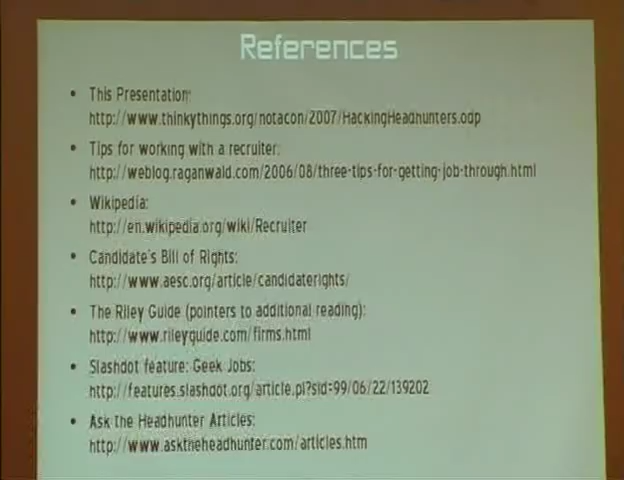 References
• This Presentation:
http://www.thinkythings.org/notacon/2007/HackingHeadhunters.odp
• Tips for working with a recruiter:
http://weblog.raganwald.com/2006/08/three-tips-for-getting-job-through.html
• Wikipedia:
http://en.wikipedia.org/wiki/Recruiter
• Candidate's Bill of Rights:
http://www.aesc.org/article/candidaterights/
• The Riley Guide (pointers to additional reading):
http://www.rileyguide.com/firms.html
• Slashdot feature: Geek Jobs:
http://features.slashdot.org/article.pl?sid=99/06/22/139202
• Ask the Headhunter Articles:
http://www.asktheheadhunter.com/articles.htm